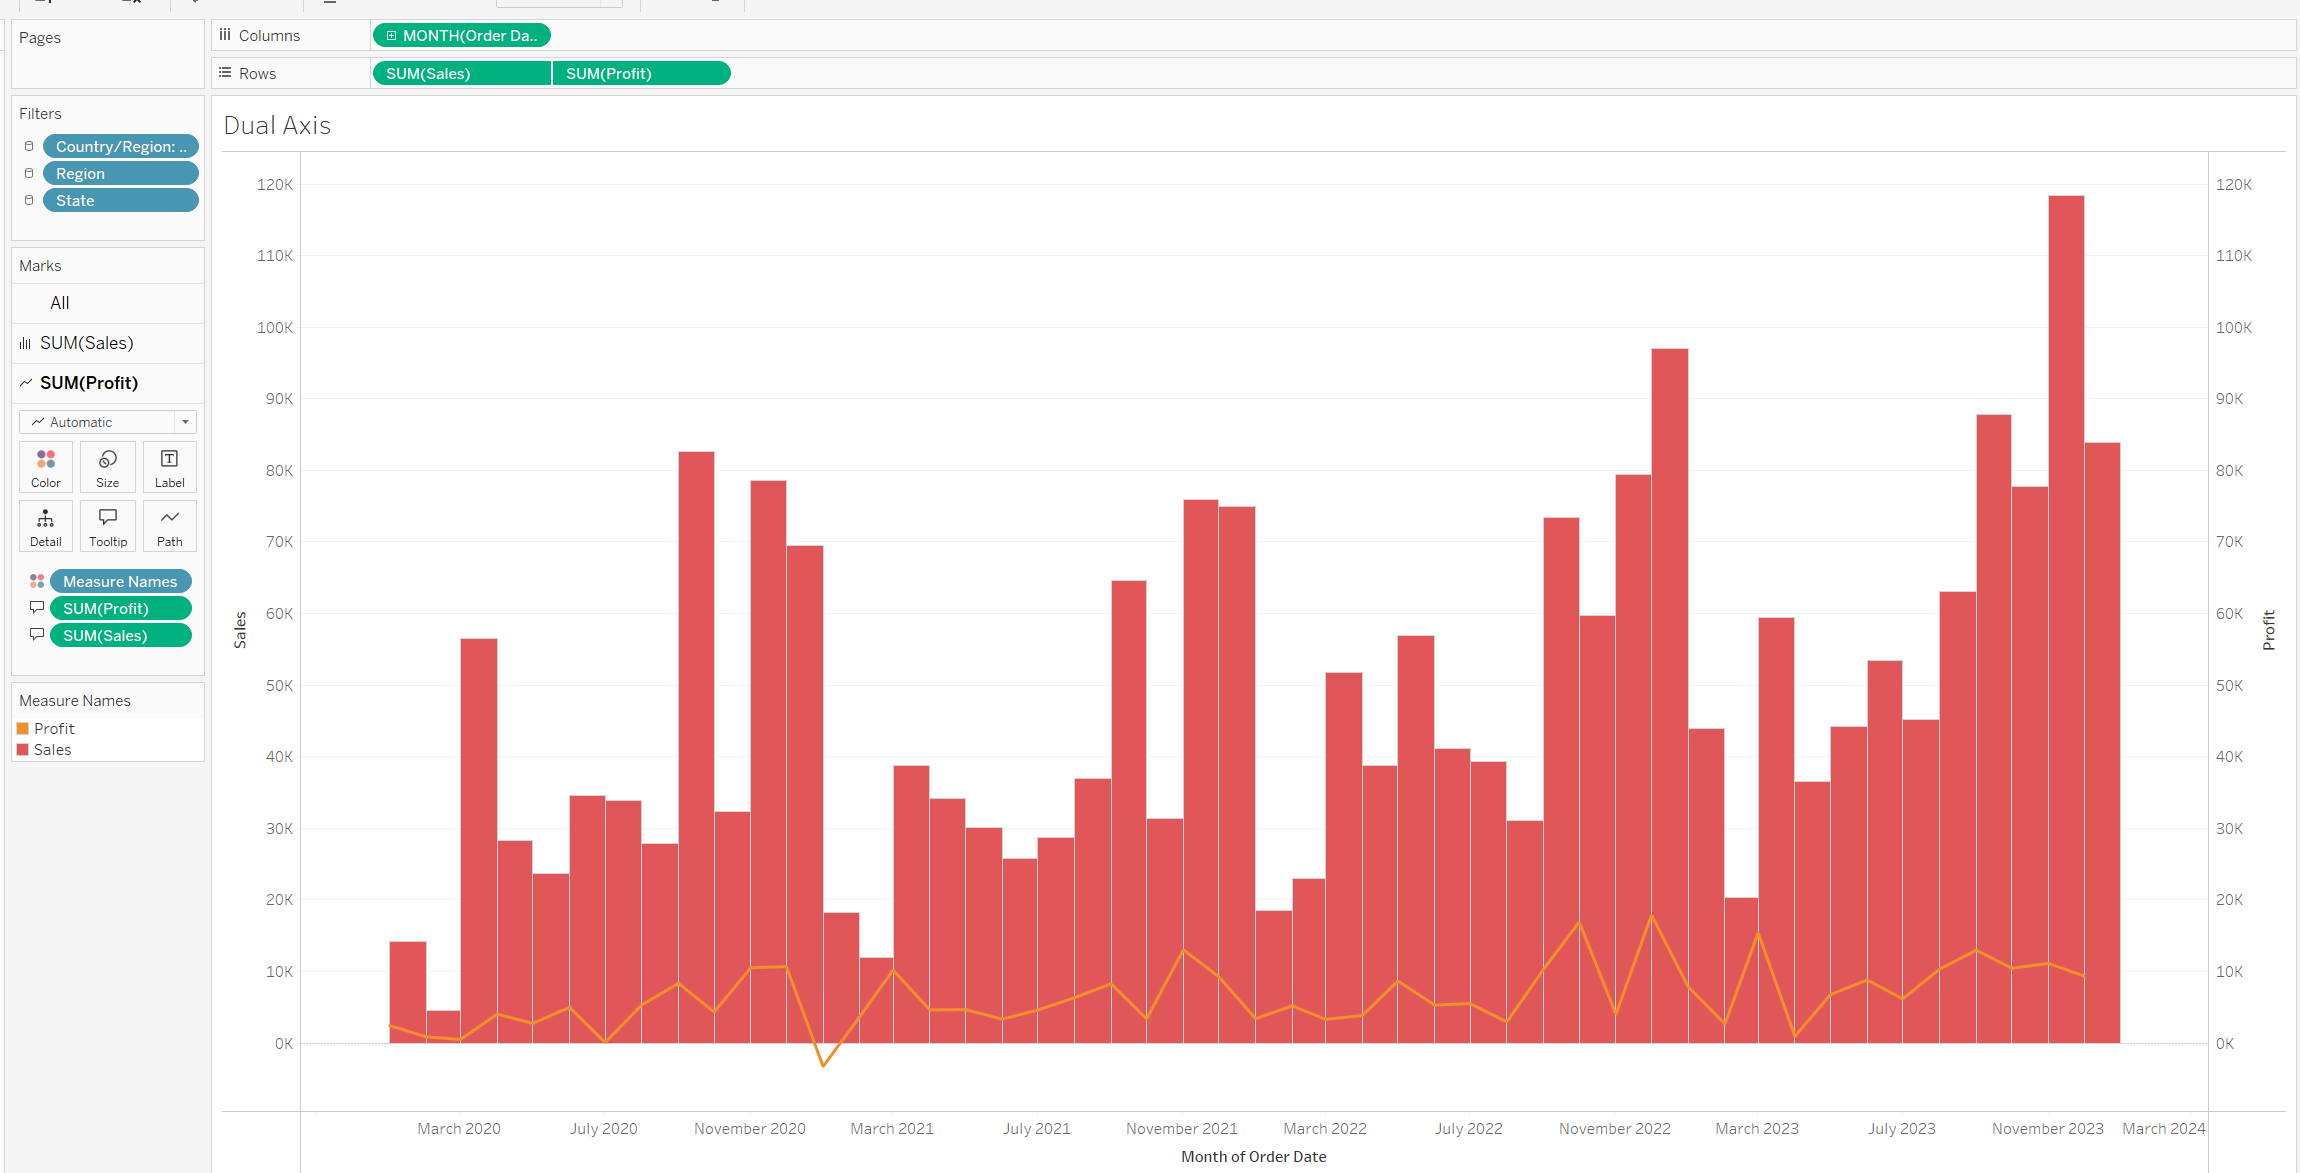 Pages
Columns
MONTH(Order Da..
Rows
SUM(Sales)
SUM(Profit)
Filters
Country/Region: ..
Region
State
Marks
All
SUM(Sales)
SUM(Profit)
Automatic
Color
Size
Label
Detail
Tooltip
Path
Measure Names
SUM(Profit)
SUM(Sales)
Measure Names
Profit
Sales
Dual Axis
120K
110K
100K
90K
80K
70K
60K
50K
40K
30K
20K
10K
0K
Sales
120K
110K
100K
90K
80K
70K
60K
50K
40K
30K
20K
10K
0K
Profit
March 2020
July 2020
November 2020
March 2021
July 2021
November 2021
March 2022
July 2022
November 2022
March 2023
July 2023
November 2023
March 2024
Month of Order Date